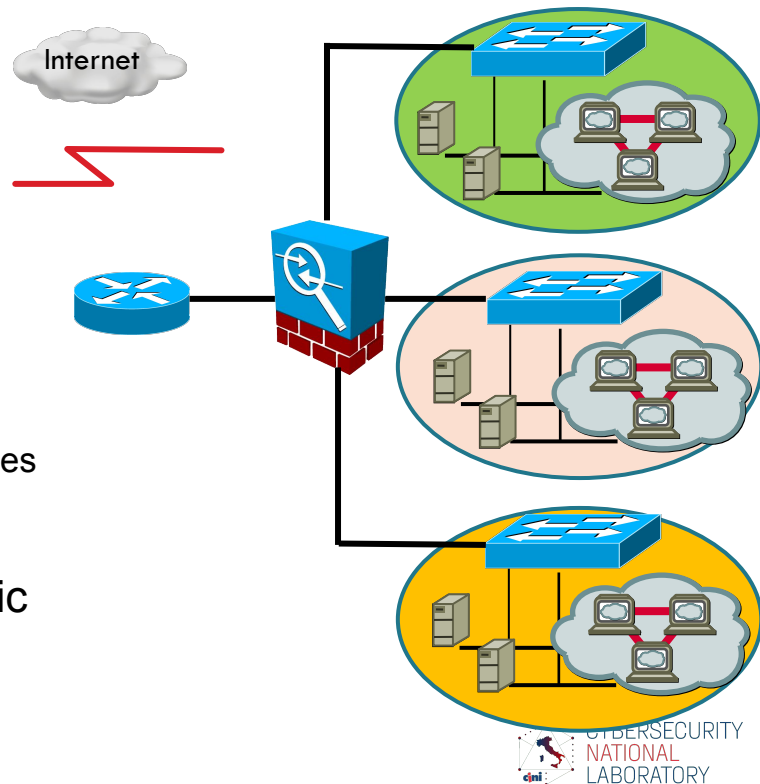 Internet
es
ic
CYBERSECURITY
NATIONAL
LABORATORY
cini